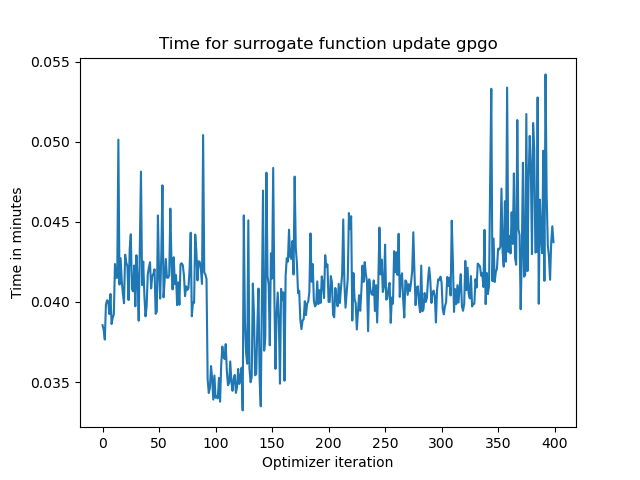 Time for surrogate function update gpgo
0.055
0.050
0.045
0.040
0.035
Time in minutes
0 50 100 150 200 250 300 350 400
Optimizer iteration